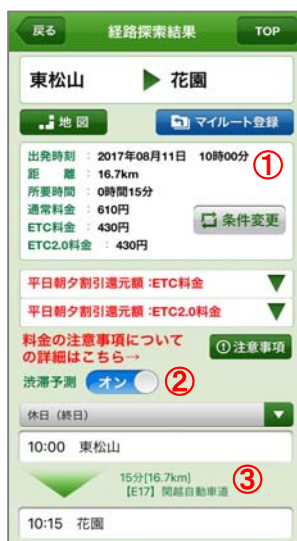 戻る 経路探索結果 TOP
東松山 ▶ 花園
地図 マイルート登録
出発時刻 : 2017年08月11日 10時00分 ①
距 離 : 16.7km
所要時間 : 0時間15分
通常料金 : 610円
ETC料金 : 430円 条件変更
ETC2.0料金 : 430円
平日朝夕割引還元額 :ETC料金 ▼
平日朝夕割引還元額 :ETC2.0料金 ▼
料金の注意事項について
の詳細はこちら→ 注意事項
渋滞予測 オン ②
休日 (終日) ▼
10:00 東松山
15分[16.7km] ③
【E17】関越自動車道
10:15 花園